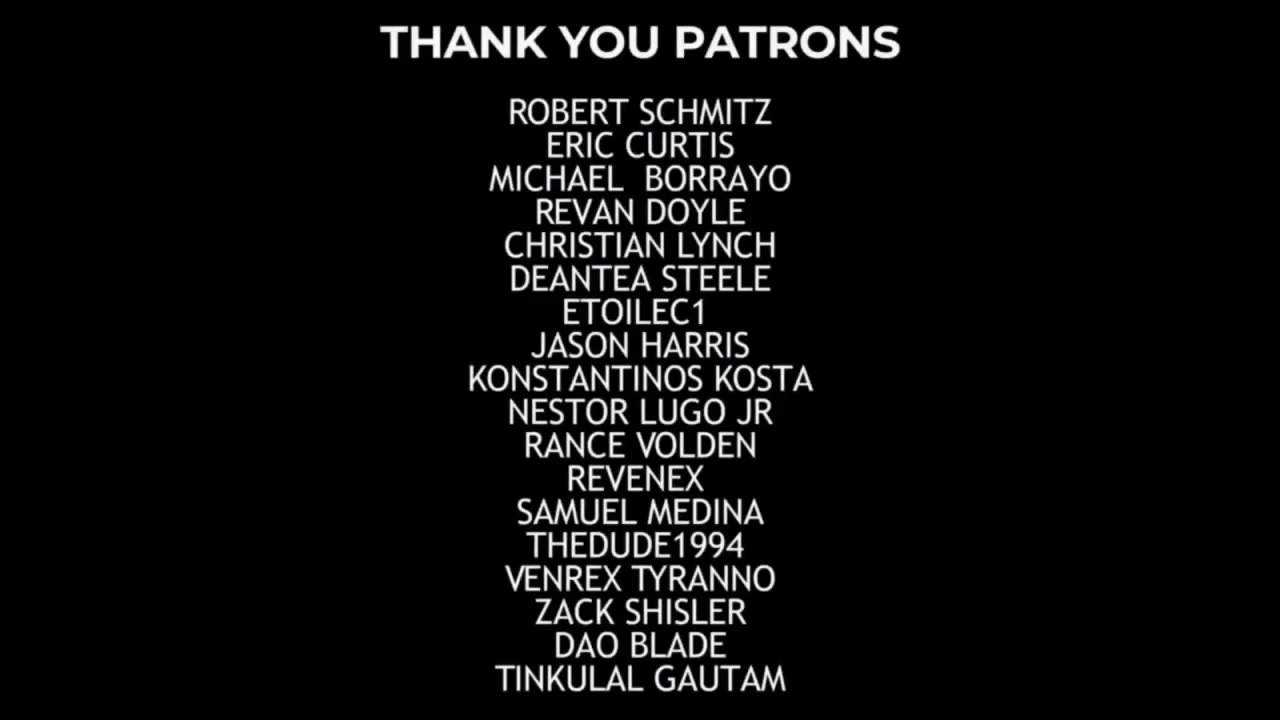 THANK YOU PATRONS
ROBERT SCHMITZ
ERIC CURTIS
MICHAEL  BORRAYO
REVAN DOYLE
CHRISTIAN LYNCH
DEANTEA STEELE
ETOILEC1
JASON HARRIS
KONSTANTINOS KOSTA
NESTOR LUGO JR
RANCE VOLDEN
REVENEX
SAMUEL MEDINA
THEDUDE1994
VENREX TYRANNO
ZACK SHISLER
DAO BLADE
TINKULAL GAUTAM